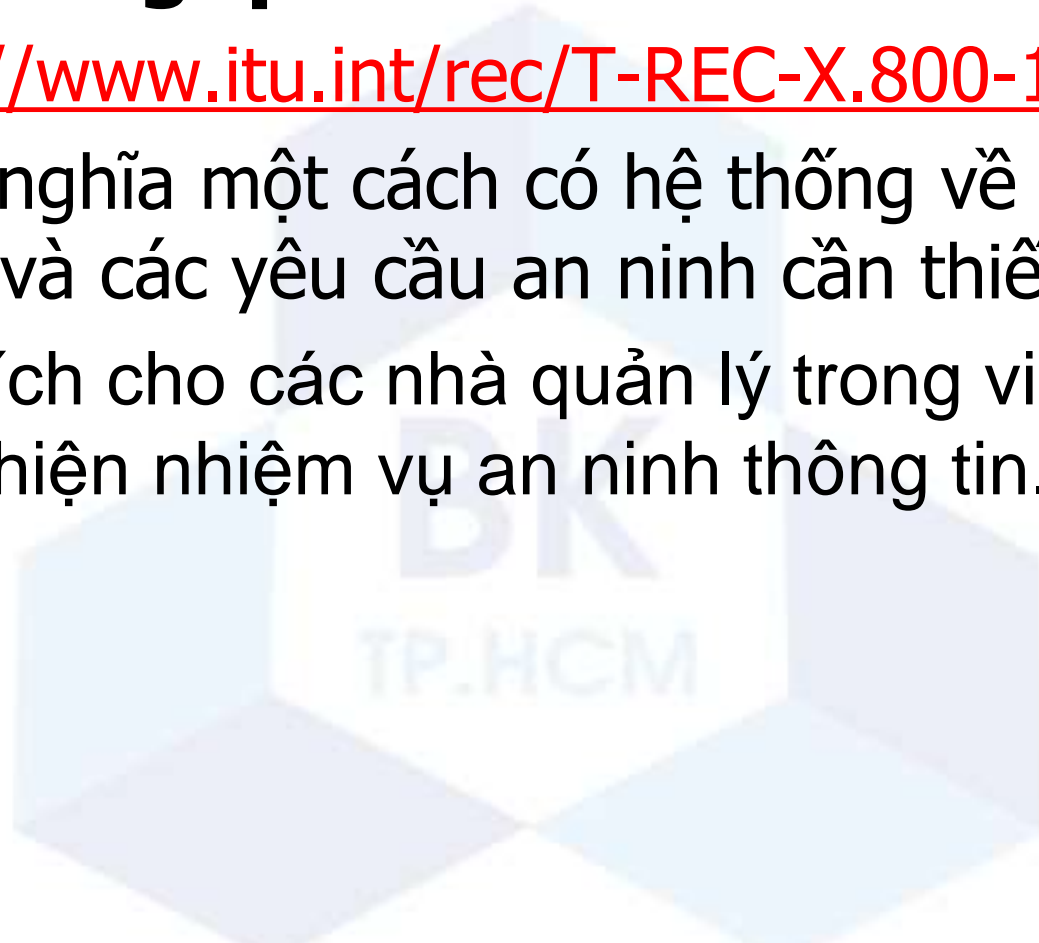 //www.itu.int/rec/T-REC-X.800-1
nghĩa một cách có hệ thống về
và các yêu cầu an ninh cần thiế
ích cho các nhà quản lý trong vi
hiện nhiệm vụ an ninh thông tin.
BK
TP.HCM